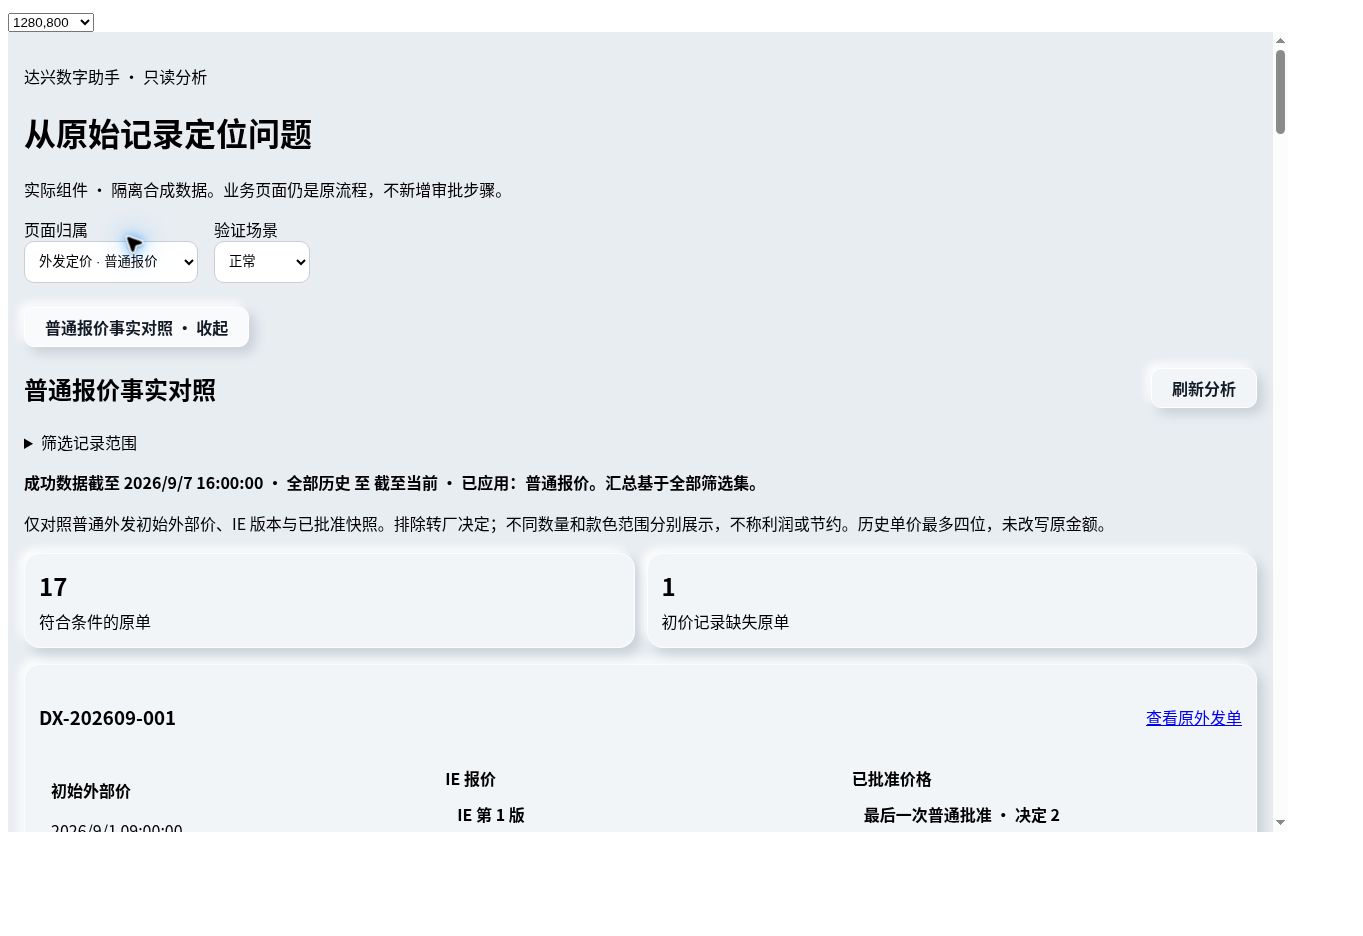 1280,800
达兴数字助手 · 只读分析
从原始记录定位问题
实际组件 · 隔离合成数据。业务页面仍是原流程，不新增审批步骤。
页面归属 验证场景
外发定价 · 普通报价 正常
普通报价事实对照 · 收起
普通报价事实对照 刷新分析
筛选记录范围
成功数据截至 2026/9/7 16:00:00 · 全部历史 至 截至当前 · 已应用：普通报价。汇总基于全部筛选集。
仅对照普通外发初始外部价、IE 版本与已批准快照。排除转厂决定；不同数量和款色范围分别展示，不称利润或节约。历史单价最多四位，未改写原金额。
17 1
符合条件的原单 初价记录缺失原单
DX-202609-001 查看原外发单
初始外部价 IE 报价 已批准价格
IE 第 1 版 最后一次普通批准 · 决定 2
2026/9/1 09:00:00